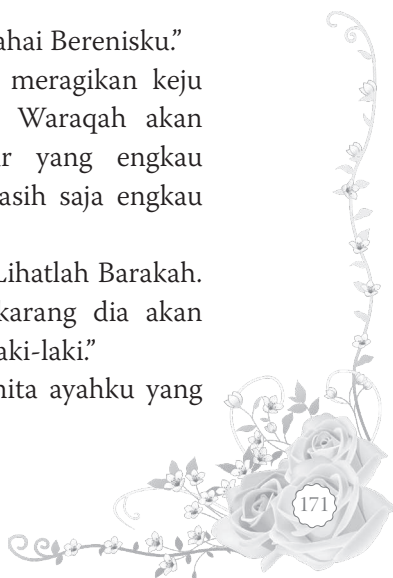 ahai Berenisku.”
meragikan keju
Waraqah akan
r yang engkau
asih saja engkau
Lihatlah Barakah.
karang dia akan
aki-laki.”
nita ayahku yang
171